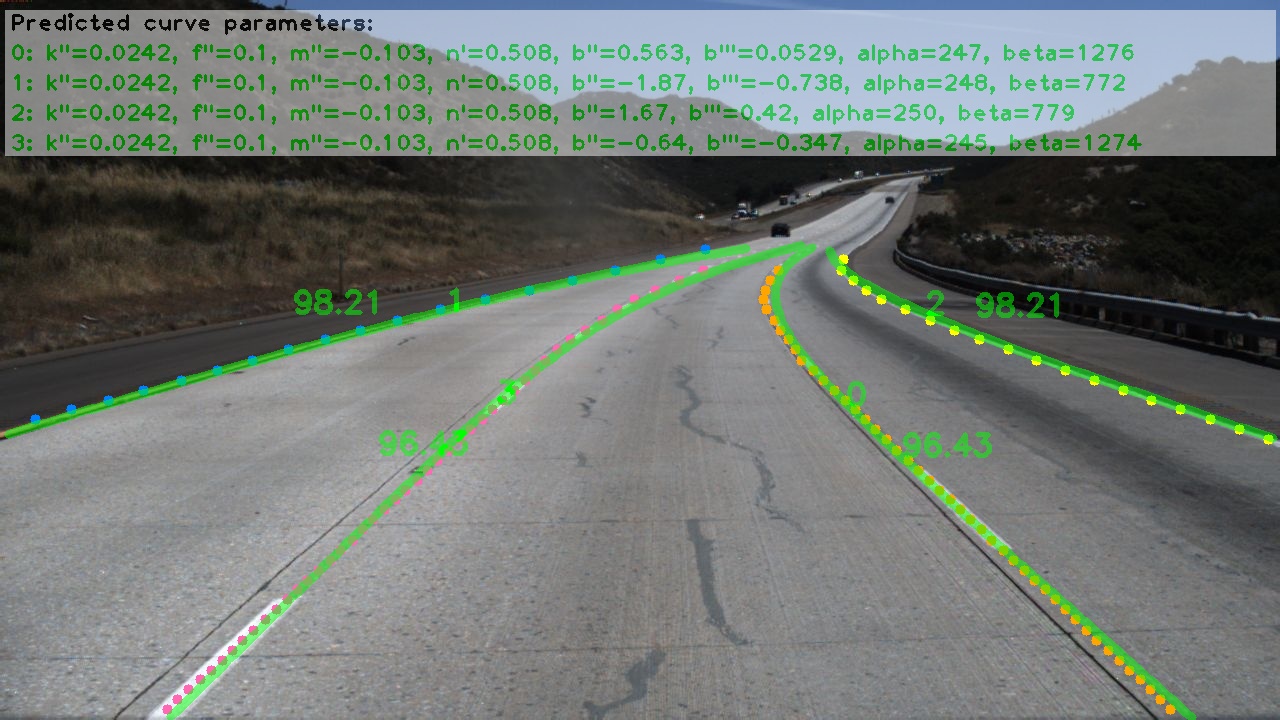 Predicted curve parameters:
0: k''=0.0242, f''=0.1, m''=−0.103, n'=0.508, b''=0.563, b'''=0.0529, alpha=247, beta=1276
1: k''=0.0242, f''=0.1, m''=−0.103, n'=0.508, b''=−1.87, b'''=−0.738, alpha=248, beta=772
2: k''=0.0242, f''=0.1, m''=−0.103, n'=0.508, b''=1.67, b'''=0.42, alpha=250, beta=779
3: k''=0.0242, f''=0.1, m''=−0.103, n'=0.508, b''=−0.64, b'''=−0.347, alpha=245, beta=1274
98.21 1 2 98.21
0
96.43